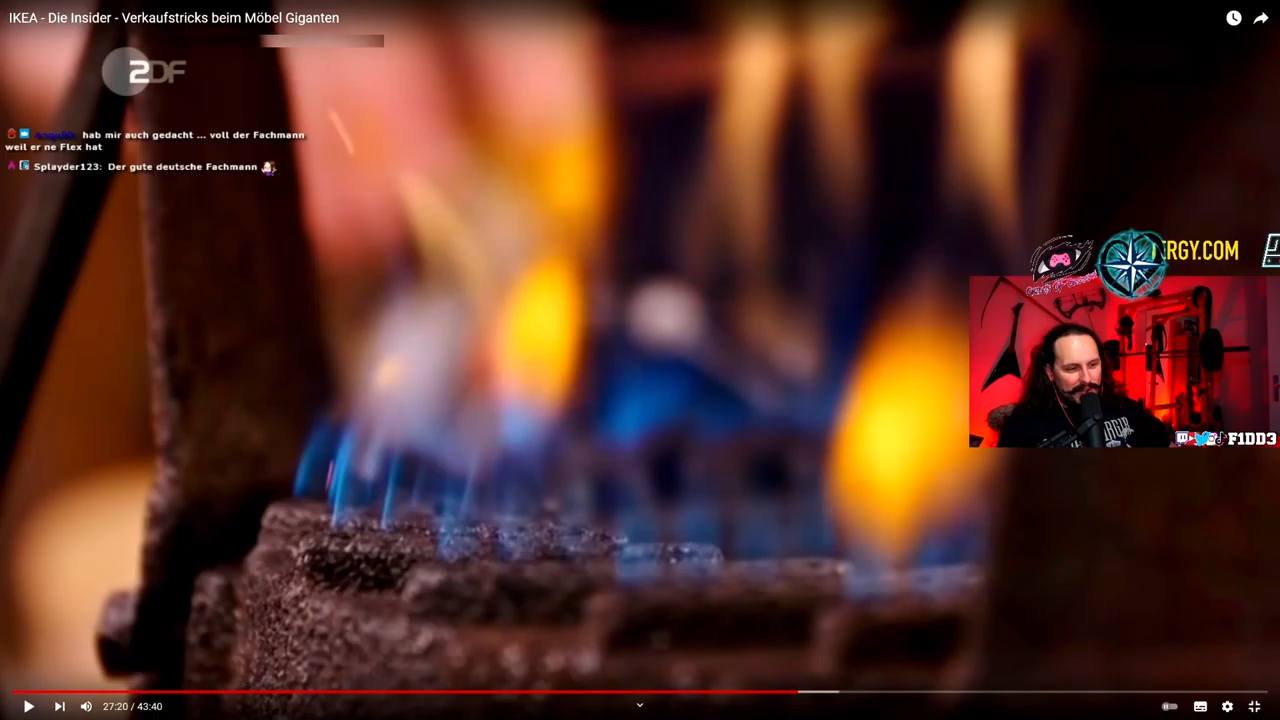 IKEA - Die Insider - Verkaufstricks beim Möbel Giganten
2DF
hab mir auch gedacht ... voll der Fachmann
weil er ne Flex hat
Splayder123: Der gute deutsche Fachmann
RGY.COM
F1DD3
27:20 / 43:40